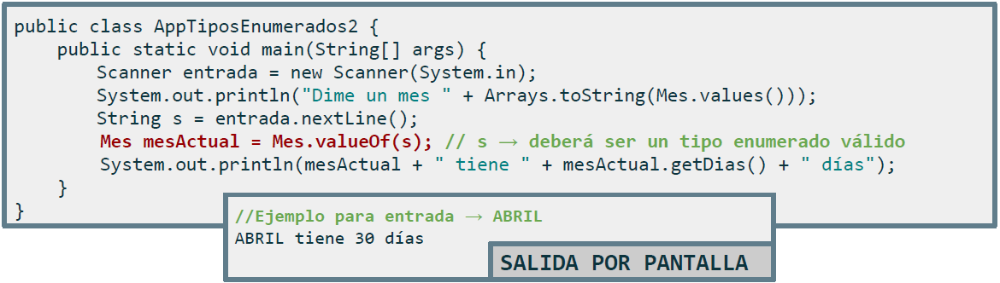 public class AppTiposEnumerados2 {
    public static void main(String[] args) {
        Scanner entrada = new Scanner(System.in);
        System.out.println("Dime un mes " + Arrays.toString(Mes.values()));
        String s = entrada.nextLine();
        Mes mesActual = Mes.valueOf(s); // s → deberá ser un tipo enumerado válido
        System.out.println(mesActual + " tiene " + mesActual.getDias() + " días");
    }
}
//Ejemplo para entrada → ABRIL
ABRIL tiene 30 días
SALIDA POR PANTALLA